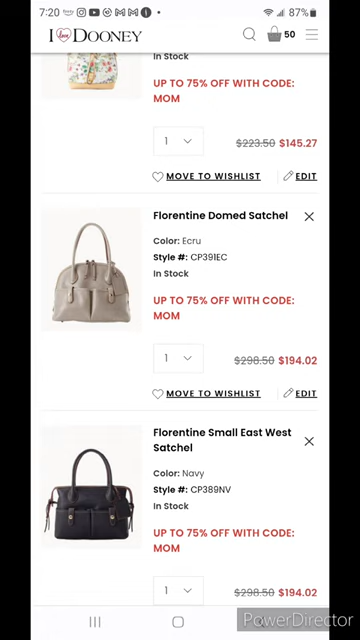 7:20
87%
I love DOONEY
50
In Stock
UP TO 75% OFF WITH CODE:
MOM
1
$223.50 $145.27
MOVE TO WISHLIST
EDIT
Florentine Domed Satchel
Color: Ecru
Style #: CP391EC
In Stock
UP TO 75% OFF WITH CODE:
MOM
1
$298.50 $194.02
MOVE TO WISHLIST
EDIT
Florentine Small East West
Satchel
Color: Navy
Style #: CP389NV
In Stock
UP TO 75% OFF WITH CODE:
MOM
1
$298.50 $194.02
PowerDirector